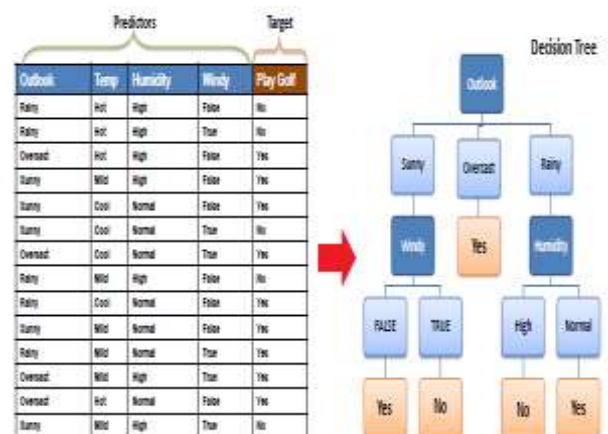 Predictors Target
Decision Tree
Outlook Temp Humidity Windy Play Golf
Rainy Hot High False No
Rainy Hot High True No
Overcast Hot High False Yes
Sunny Mild High False Yes
Sunny Cool Normal False Yes
Sunny Cool Normal True No
Overcast Cool Normal True Yes
Rainy Mild High False No
Rainy Cool Normal False Yes
Sunny Mild Normal False Yes
Rainy Mild Normal True Yes
Overcast Mild High True Yes
Overcast Hot Normal False Yes
Sunny Mild High True No
Outlook
Sunny Overcast Rainy
Windy Yes Humidity
FALSE TRUE High Normal
Yes No No Yes